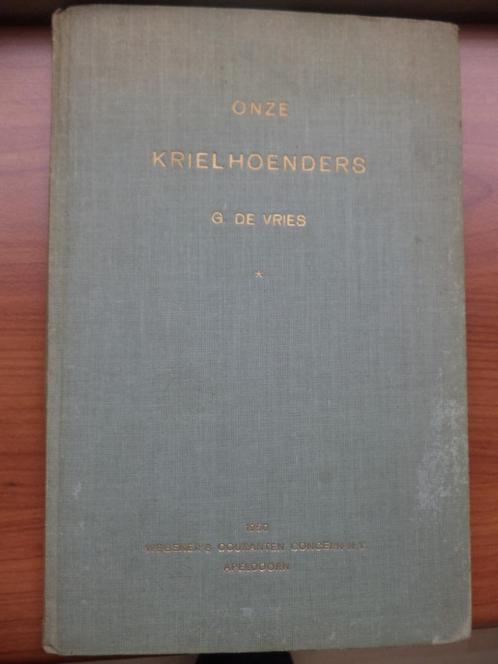 ONZE
KRIELHOENDERS
G. DE VRIES
*
WEGENER'S COURANTEN CONCERN N.V.
APELDOORN